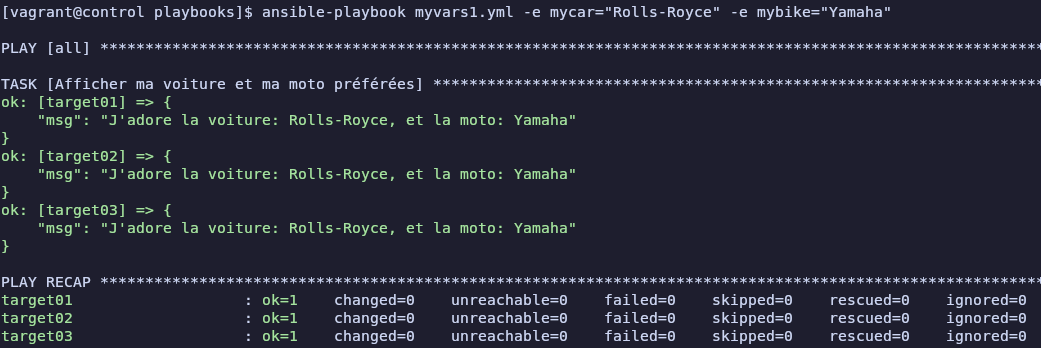 [vagrant@control playbooks]$ ansible-playbook myvars1.yml -e mycar="Rolls-Royce" -e mybike="Yamaha"
PLAY [all] *********************************************************************************************************
TASK [Afficher ma voiture et ma moto préférées] ********************************************************************
ok: [target01] => {
    "msg": "J'adore la voiture: Rolls-Royce, et la moto: Yamaha"
}
ok: [target02] => {
    "msg": "J'adore la voiture: Rolls-Royce, et la moto: Yamaha"
}
ok: [target03] => {
    "msg": "J'adore la voiture: Rolls-Royce, et la moto: Yamaha"
}
PLAY RECAP *********************************************************************************************************
target01                   : ok=1    changed=0    unreachable=0    failed=0    skipped=0    rescued=0    ignored=0
target02                   : ok=1    changed=0    unreachable=0    failed=0    skipped=0    rescued=0    ignored=0
target03                   : ok=1    changed=0    unreachable=0    failed=0    skipped=0    rescued=0    ignored=0